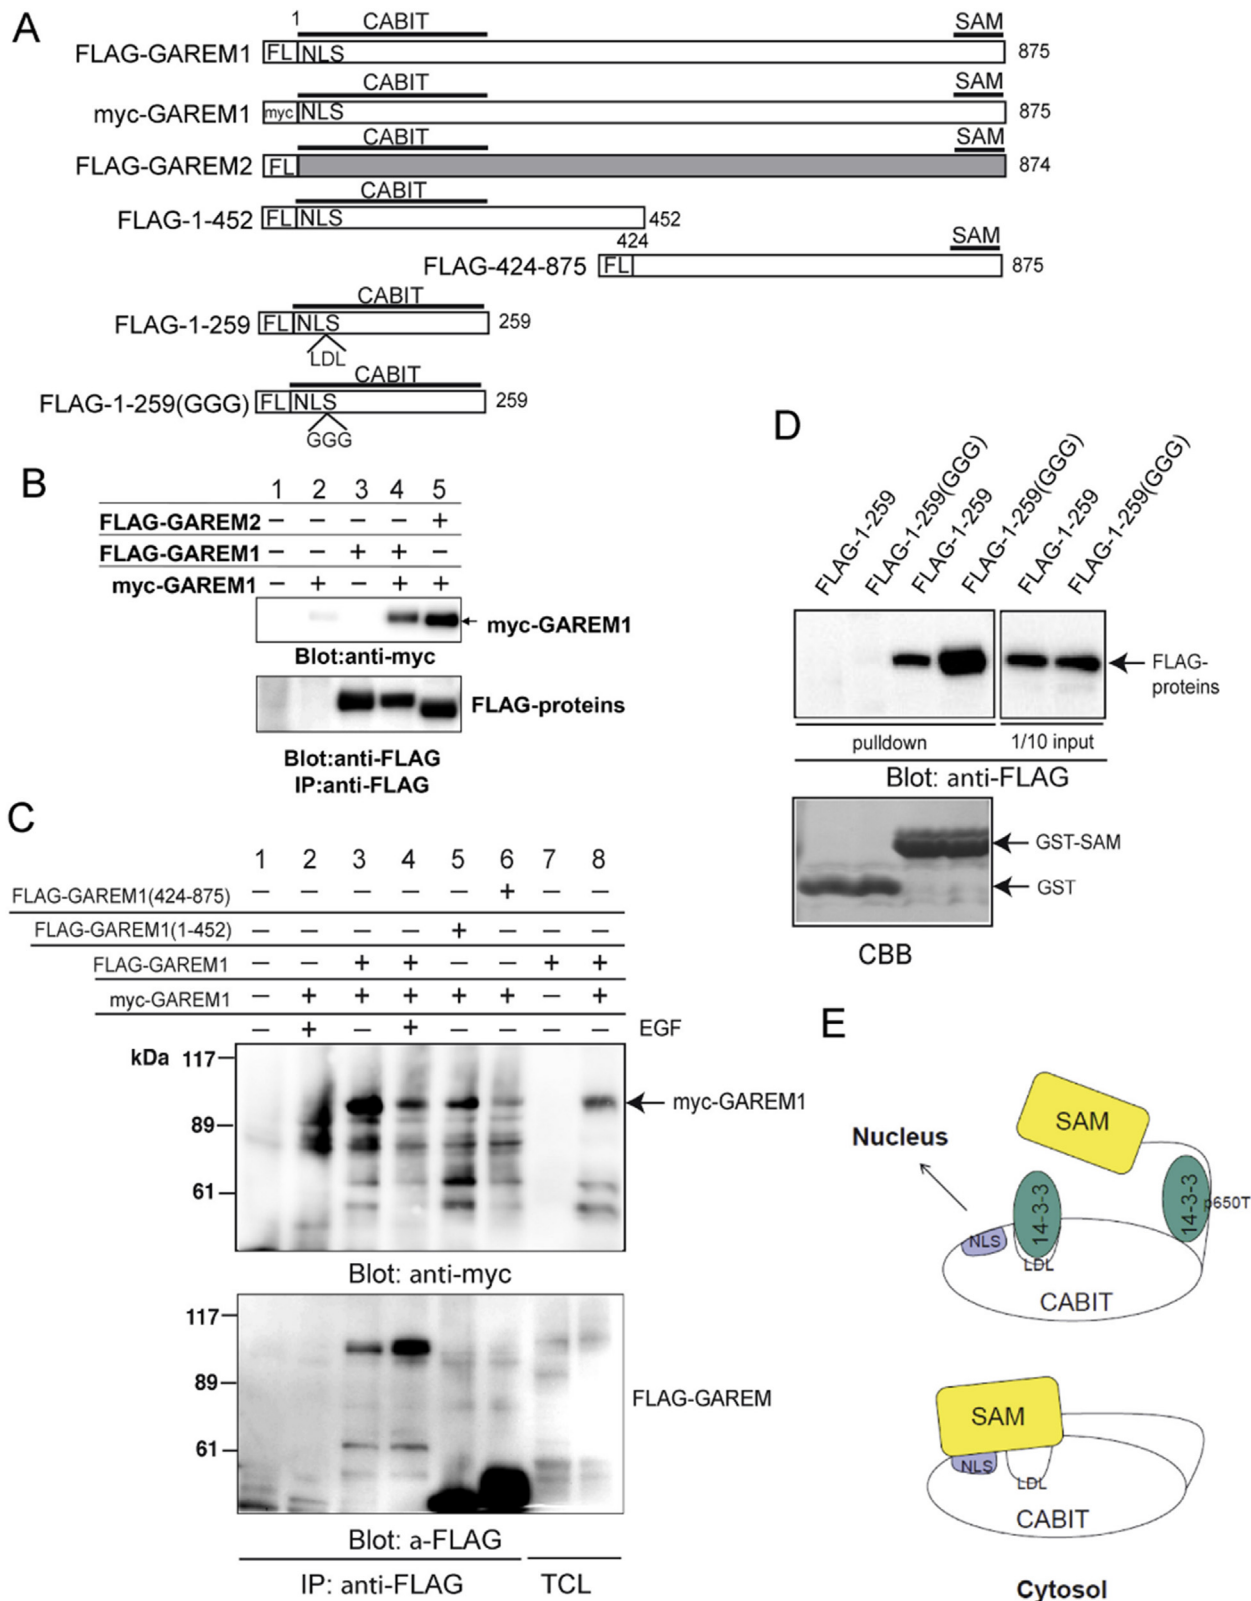 A
1
CABIT SAM
FLAG-GAREM1 FL NLS 875
CABIT SAM
myc-GAREM1 myc NLS 875
CABIT SAM
FLAG-GAREM2 FL 874
CABIT
FLAG-1-452 FL NLS 452
424 SAM
FLAG-424-875 FL 875
CABIT
FLAG-1-259 FL NLS 259
LDL
CABIT
FLAG-1-259(GGG) FL NLS 259
GGG
B
1 2 3 4 5
FLAG-GAREM2 – – – – +
FLAG-GAREM1 – – + + –
myc-GAREM1 – + – + +
myc-GAREM1
Blot:anti-myc
FLAG-proteins
Blot:anti-FLAG
IP:anti-FLAG
C
1 2 3 4 5 6 7 8
FLAG-GAREM1(424-875) – – – – – + – –
FLAG-GAREM1(1-452) – – – – + – – –
FLAG-GAREM1 – – + + – – + +
myc-GAREM1 – + + + + + – +
– + – + – – – – EGF
kDa 117
myc-GAREM1
89
61
Blot: anti-myc
117
89
FLAG-GAREM
61
Blot: a-FLAG
IP: anti-FLAG TCL
D
FLAG-1-259
FLAG-1-259(GGG)
FLAG-1-259
FLAG-1-259(GGG)
FLAG-1-259
FLAG-1-259(GGG)
FLAG-
proteins
pulldown 1/10 input
Blot: anti-FLAG
GST-SAM
GST
CBB
E
SAM
Nucleus
14-3-3
14-3-3
p650T
NLS
LDL
CABIT
SAM
NLS
LDL
CABIT
Cytosol